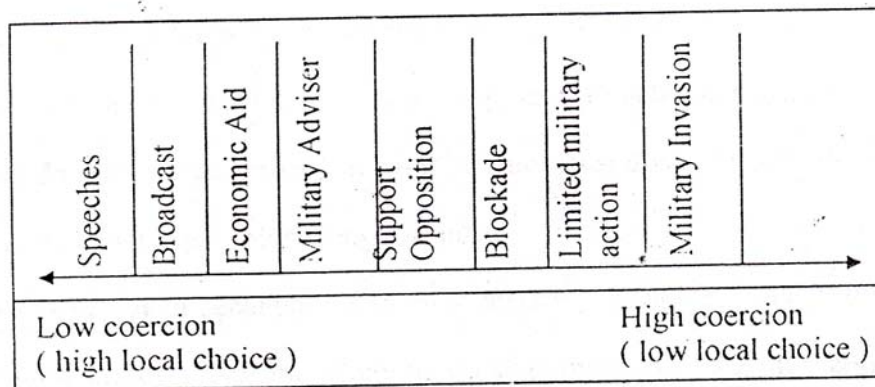 Speeches
Broadcast
Economic Aid
Military Adviser
Support
Opposition
Blockade
Limited military
action
Military Invasion
Low coercion
( high local choice )
High coercion
( low local choice )